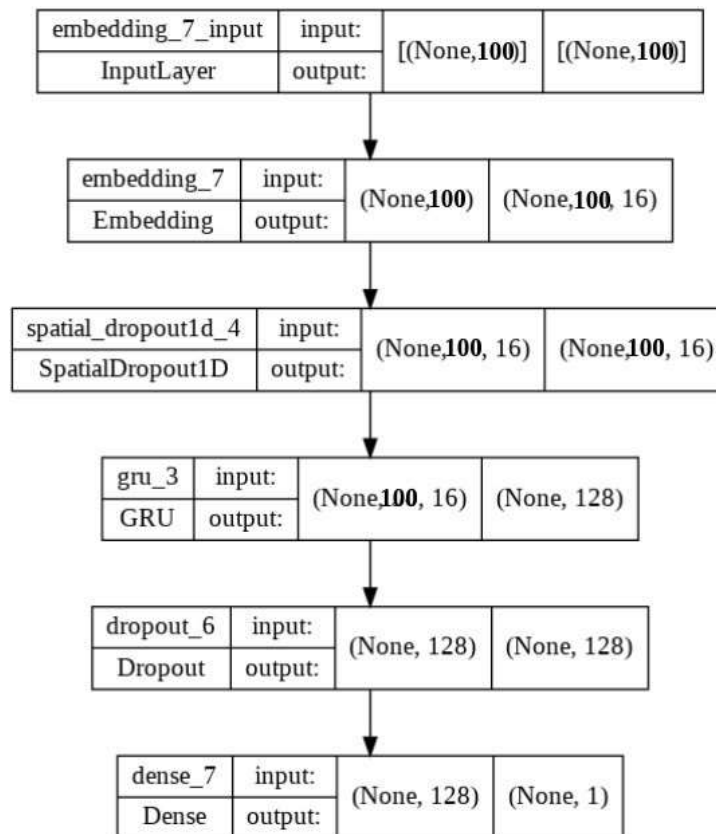 embedding_7_input input: [(None,100)] [(None,100)]
InputLayer output:
embedding_7 input: (None,100) (None,100, 16)
Embedding output:
spatial_dropout1d_4 input: (None,100, 16) (None,100, 16)
SpatialDropout1D output:
gru_3 input: (None,100, 16) (None, 128)
GRU output:
dropout_6 input: (None, 128) (None, 128)
Dropout output:
dense_7 input: (None, 128) (None, 1)
Dense output: